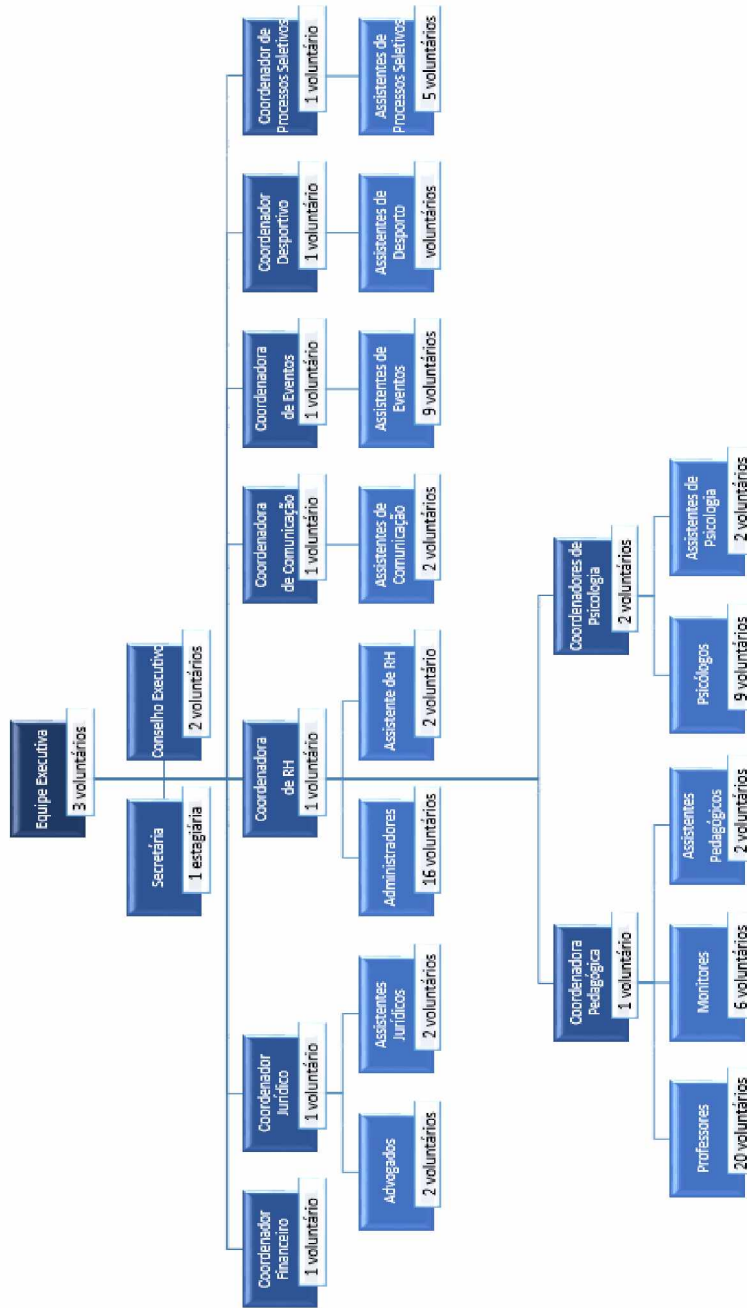 Equipe Executiva
3 voluntários
Secretária
1 estagiária
Conselho Executivo
2 voluntários
Coordenador
Financeiro
1 voluntário
Coordenador
Jurídico
1 voluntário
Coordenadora
de RH
1 voluntário
Coordenadora
de Comunicação
1 voluntário
Coordenadora
de Eventos
1 voluntário
Coordenador
Desportivo
1 voluntário
Coordenador de
Processos Seletivos
1 voluntário
Advogados
2 voluntários
Assistentes
Jurídicos
2 voluntários
Administradores
16 voluntários
Assistente de RH
2 voluntário
Assistentes de
Comunicação
2 voluntários
Assistentes de
Eventos
9 voluntários
Assistentes de
Desporto
voluntários
Assistentes de
Processos Seletivos
5 voluntários
Coordenadora
Pedagógica
1 voluntário
Coordenadores de
Psicologia
2 voluntários
Professores
20 voluntários
Monitores
6 voluntários
Assistentes
Pedagógicos
2 voluntários
Psicólogos
9 voluntários
Assistentes de
Psicologia
2 voluntários